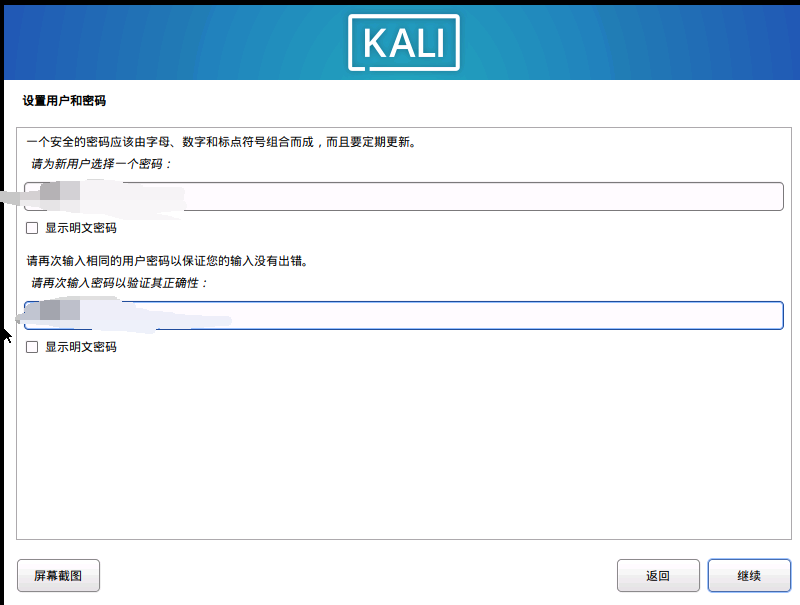 KALI
设置用户和密码
一个安全的密码应该由字母、数字和标点符号组合而成，而且要定期更新。
请为新用户选择一个密码：
显示明文密码
请再次输入相同的用户密码以保证您的输入没有出错。
请再次输入密码以验证其正确性：
显示明文密码
屏幕截图
返回
继续